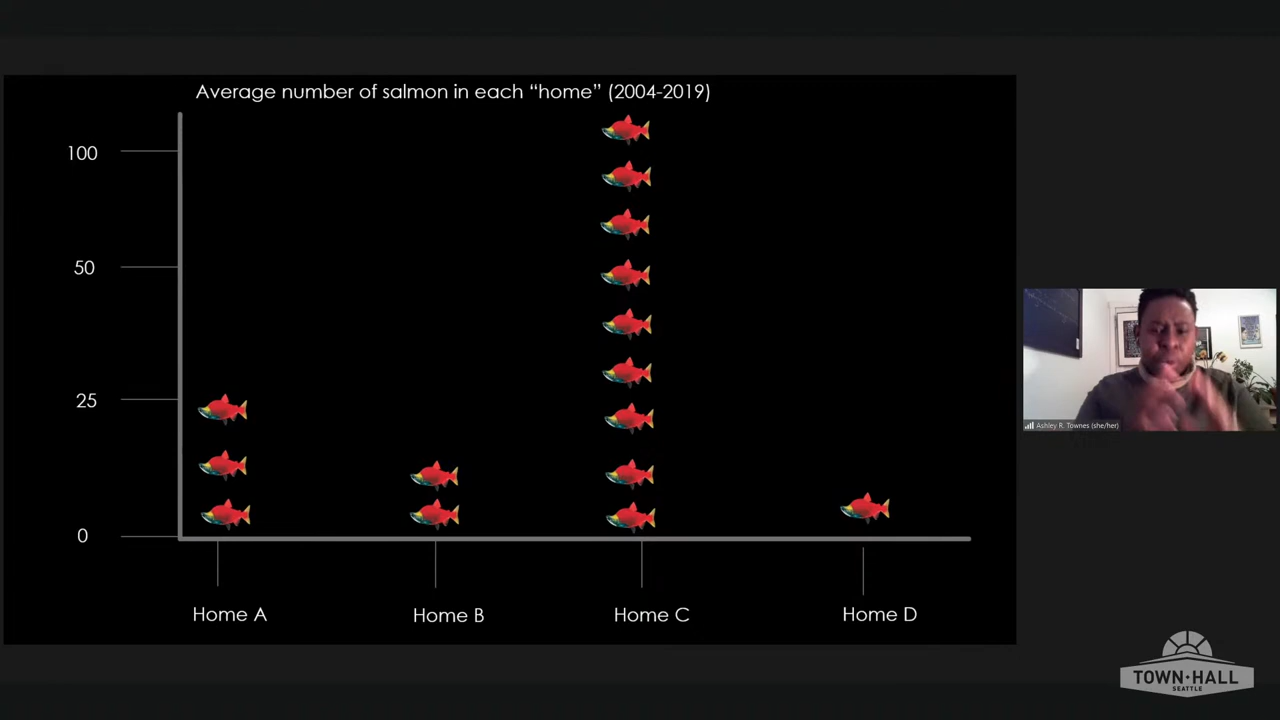 Average number of salmon in each “home” (2004-2019)
100
50
25
0
Home A
Home B
Home C
Home D
Ashley R. Townes (she/her)
TOWN·HALL
SEATTLE